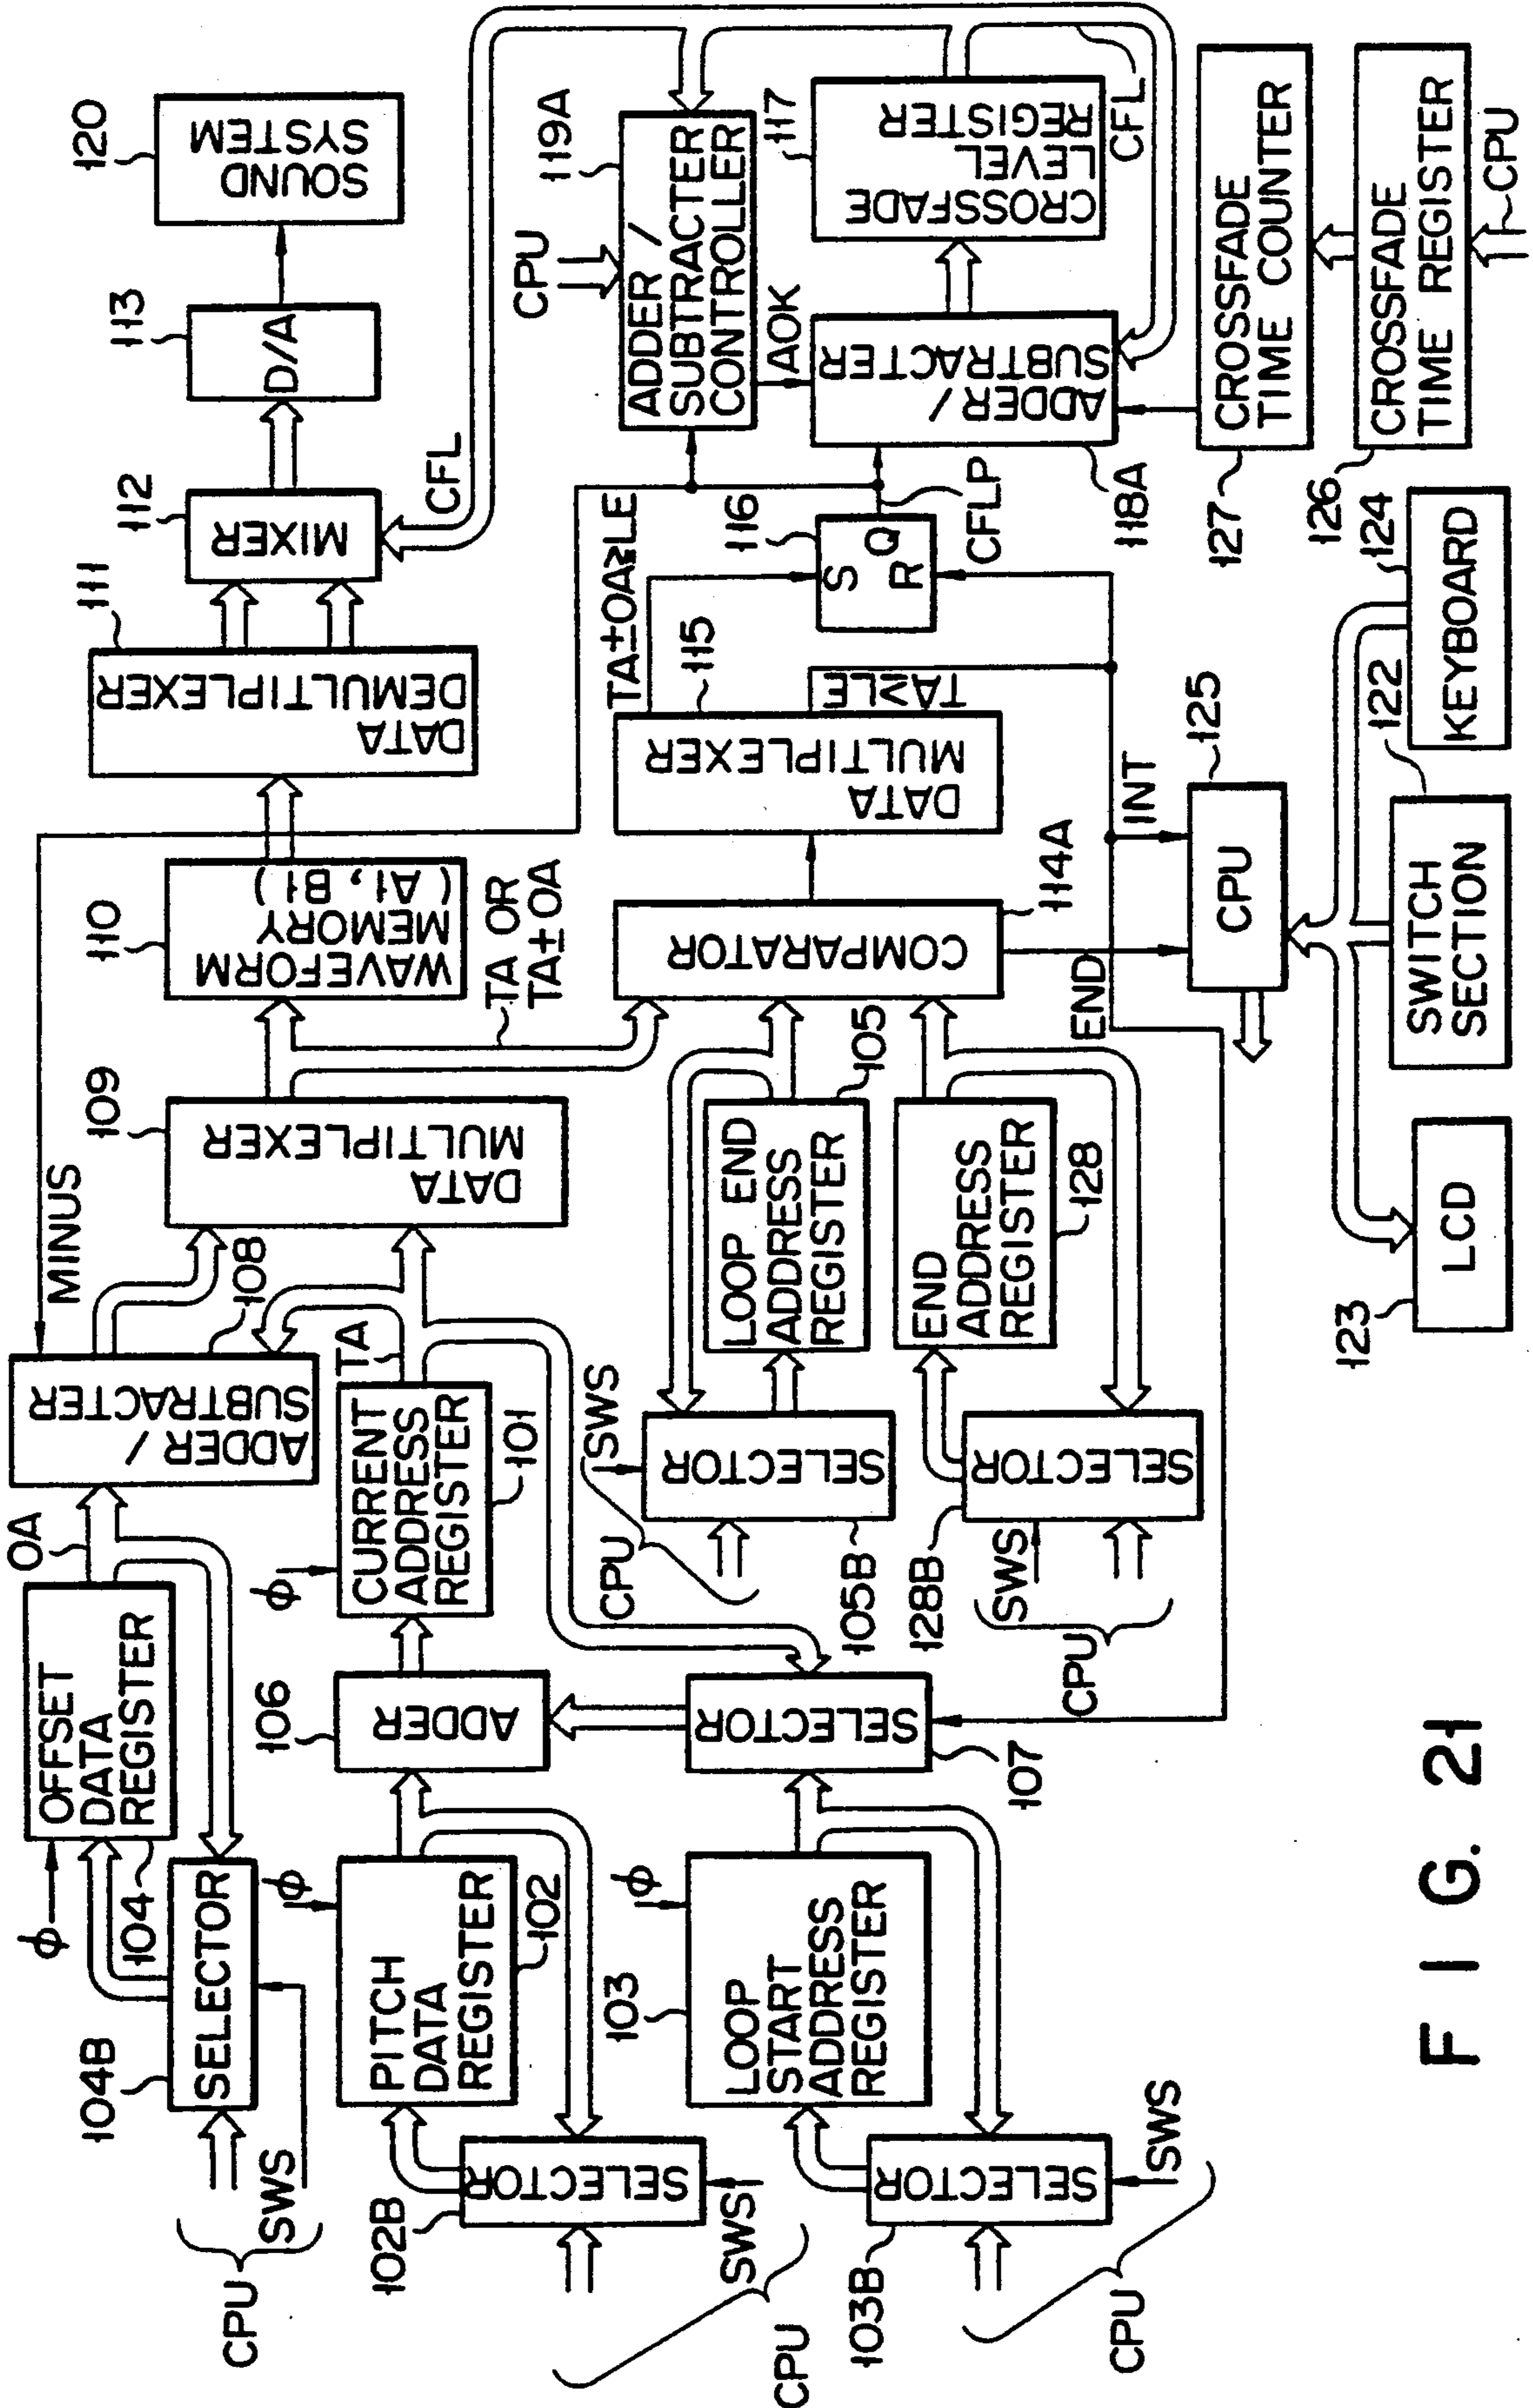 OA
MINUS
OFFSET
DATA
REGISTER
φ
104
SELECTOR
104B
SWS
CPU
ADDER /
SUBTRACTER
108
TA
CURRENT
ADDRESS
REGISTER
101
φ
106
ADDER
PITCH
DATA
REGISTER
102
φ
SELECTOR
102B
SWS
CPU
LOOP
START
ADDRESS
REGISTER
103
φ
SELECTOR
103B
SWS
CPU
SELECTOR
107
109
DATA
MULTIPLEXER
110
WAVEFORM
MEMORY
( A1, B1 )
TA OR
TA±OA
111
DATA
DEMULTIPLEXER
112
MIXER
CFL
113
D/A
120
SOUND
SYSTEM
LOOP END
ADDRESS
REGISTER
105
SELECTOR
105B
SWS
CPU
END
ADDRESS
REGISTER
128
SELECTOR
128B
SWS
CPU
COMPARATOR
114A
END
DATA
MULTIPLEXER
115
TA±OA≧LE
TA≧LE
116
S
Q
R
CFLP
INT
CPU
ADDER /
SUBTRACTER
CONTROLLER
119A
AOK
ADDER /
SUBTRACTER
118A
CROSSFADE
LEVEL
REGISTER
117
CFL
CROSSFADE
TIME COUNTER
127
CROSSFADE
TIME REGISTER
126
CPU
CPU
125
LCD
123
SWITCH
SECTION
122
KEYBOARD
124
F I G. 21